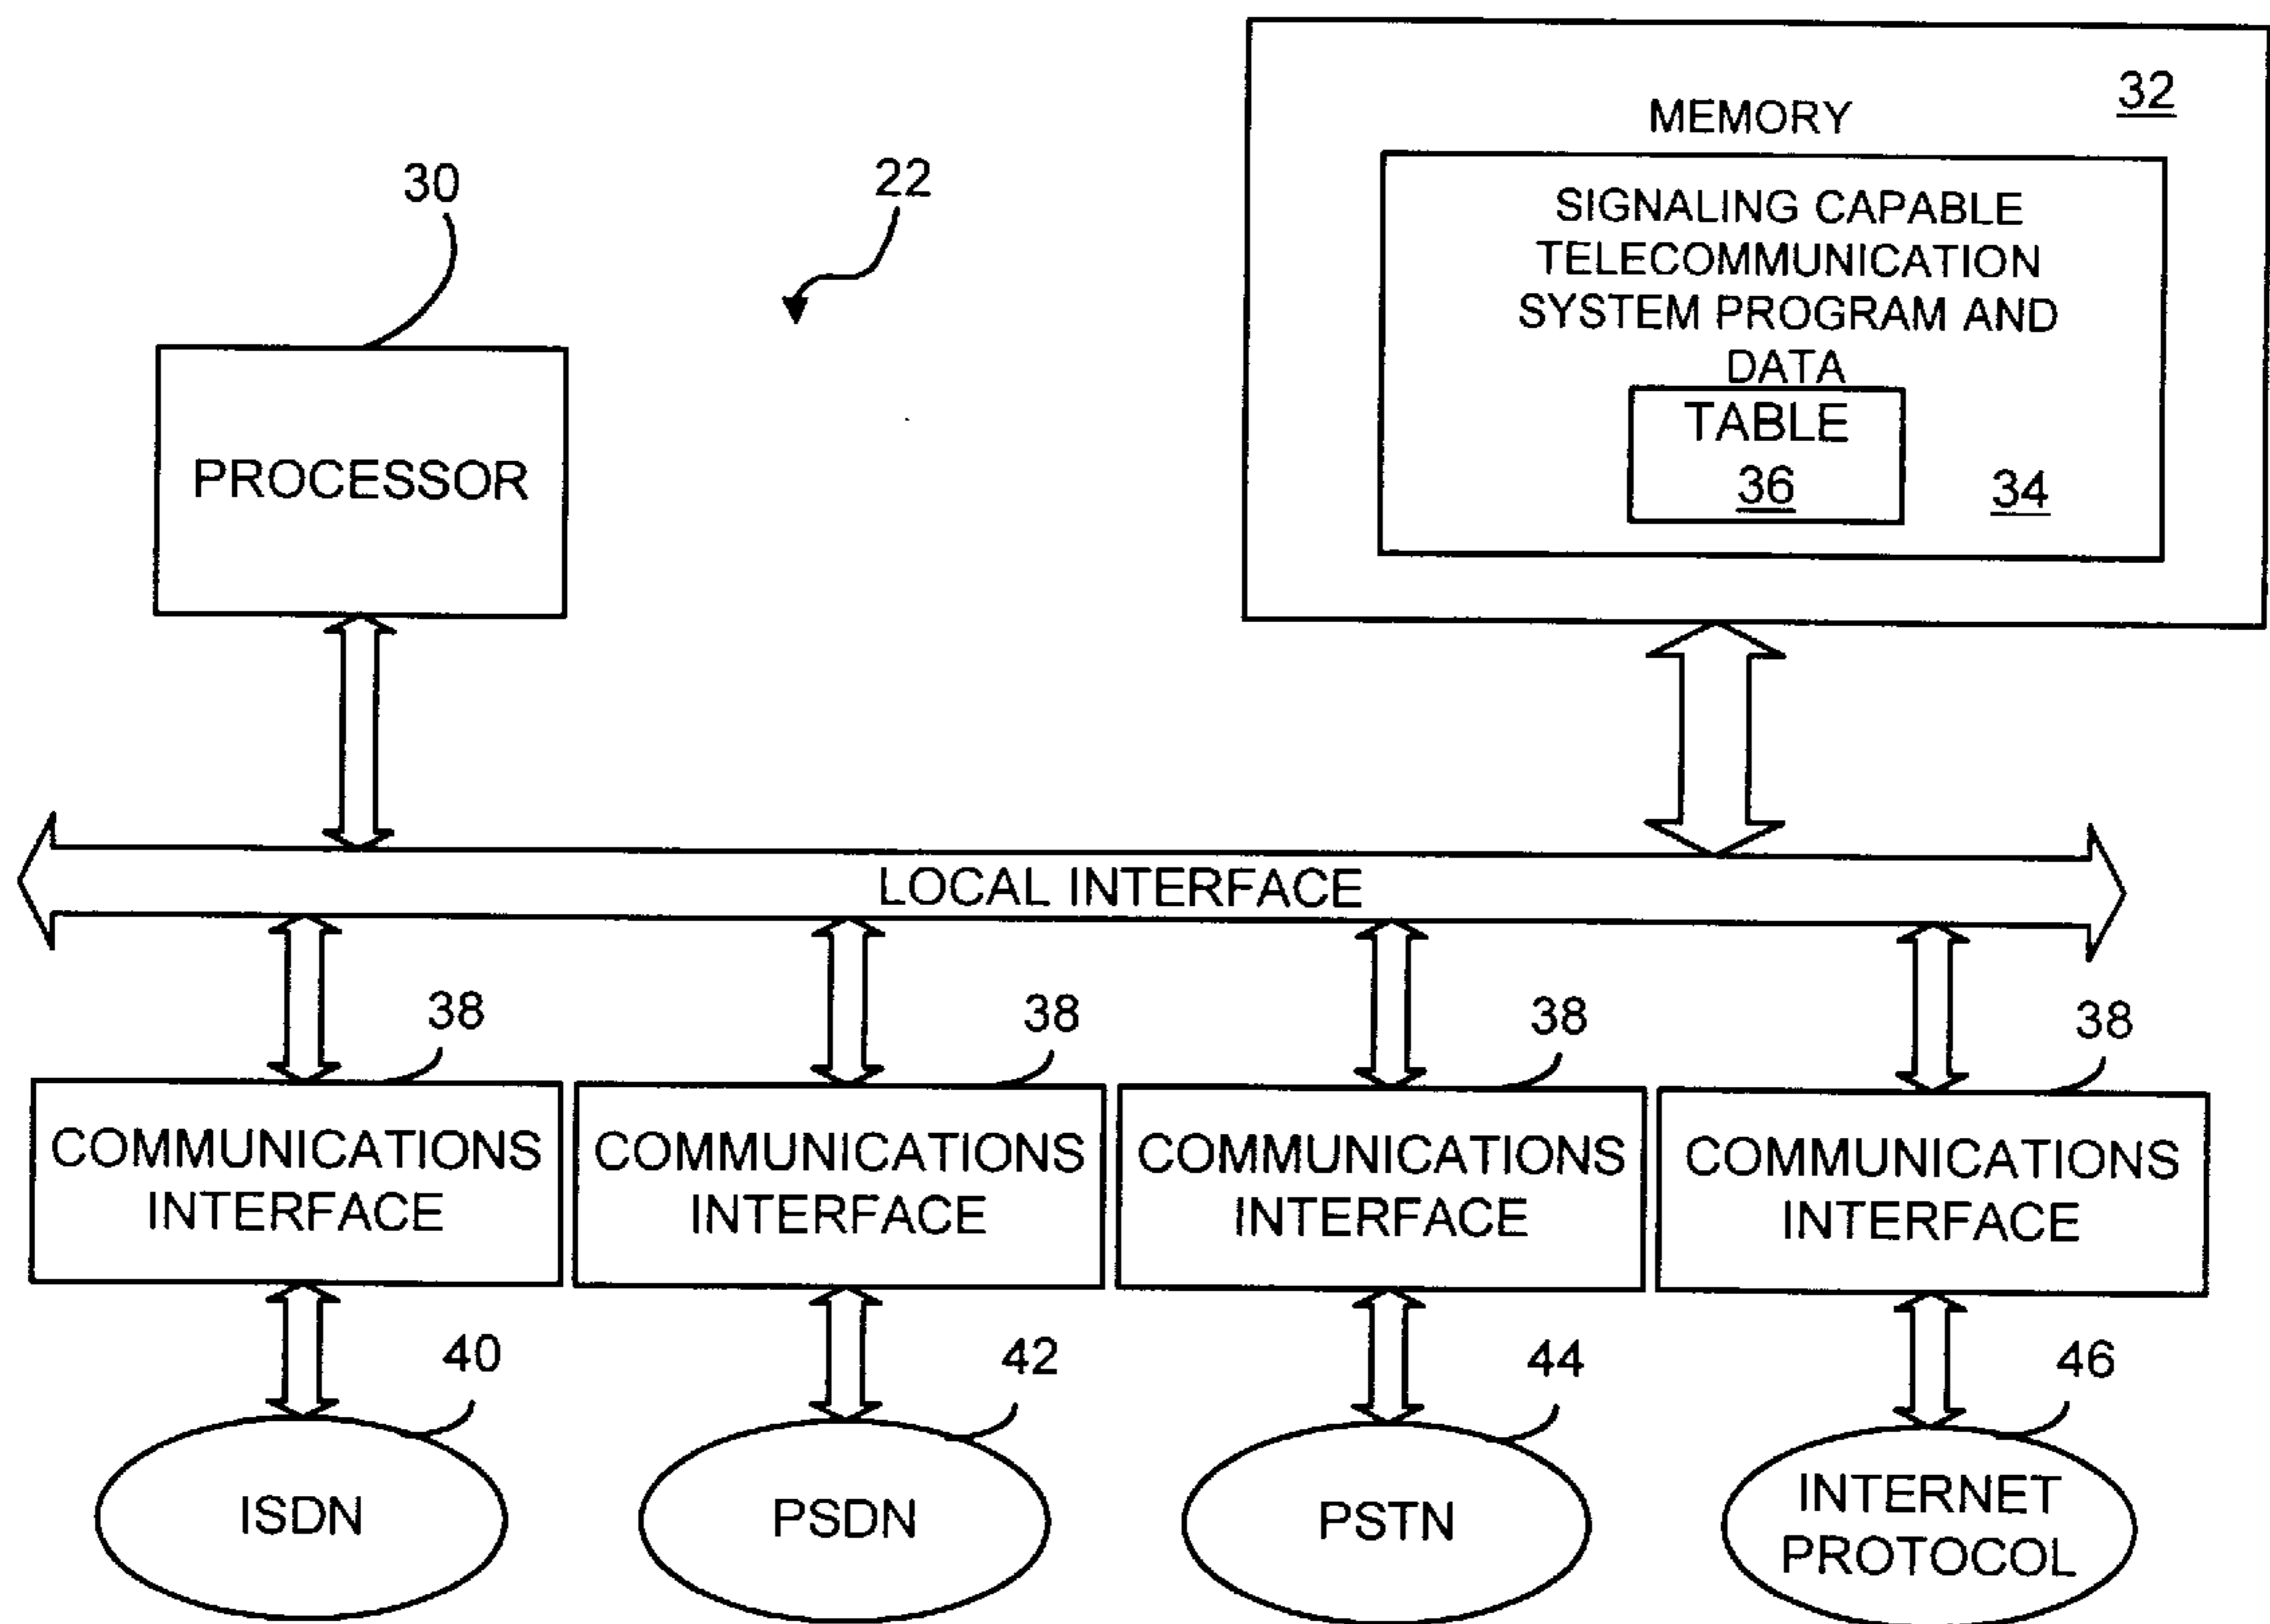 32
MEMORY
30
22
SIGNALING CAPABLE
TELECOMMUNICATION
SYSTEM PROGRAM AND
DATA
TABLE
36
34
PROCESSOR
LOCAL INTERFACE
38
38
38
38
COMMUNICATIONS
INTERFACE
COMMUNICATIONS
INTERFACE
COMMUNICATIONS
INTERFACE
COMMUNICATIONS
INTERFACE
40
42
44
46
ISDN
PSDN
PSTN
INTERNET
PROTOCOL